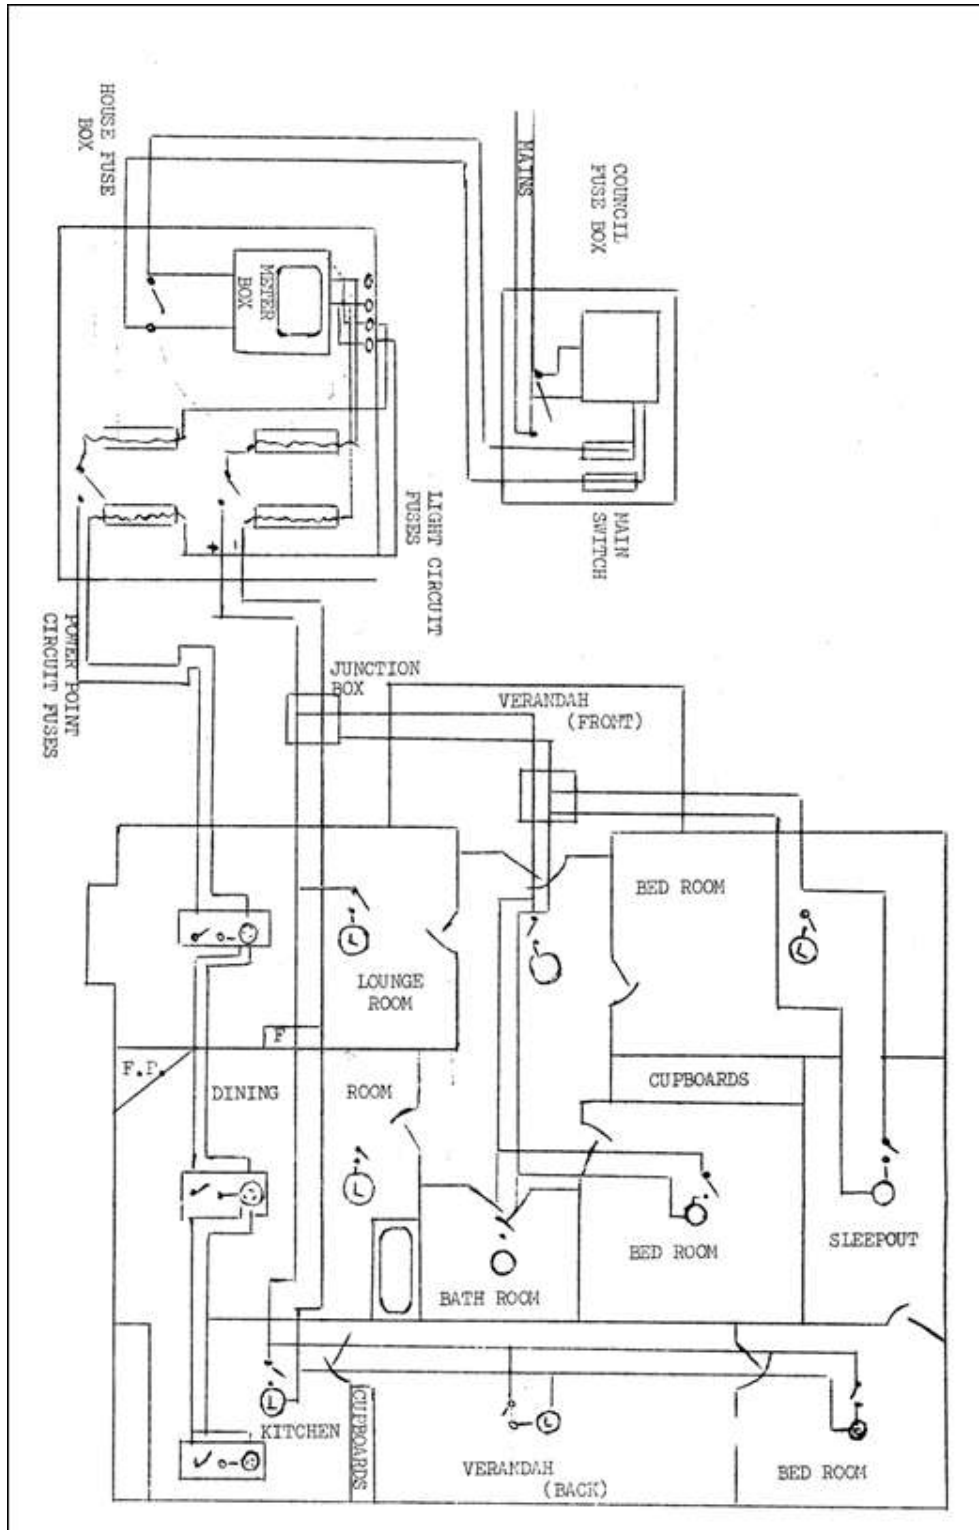 HOUSE FUSE
BOX
MAINS
COUNCIL
FUSE BOX
METER
BOX
LIGHT CIRCUIT
FUSES
MAIN
SWITCH
+
-
POWER POINT
CIRCUIT FUSES
JUNCTION
BOX
VERANDAH
(FRONT)
BED ROOM
L
L
LOUNGE
ROOM
F.P.
DINING
ROOM
CUPBOARDS
L
BED ROOM
SLEEPOUT
BATH ROOM
L
KITCHEN
CUPBOARDS
L
VERANDAH
(BACK)
BED ROOM